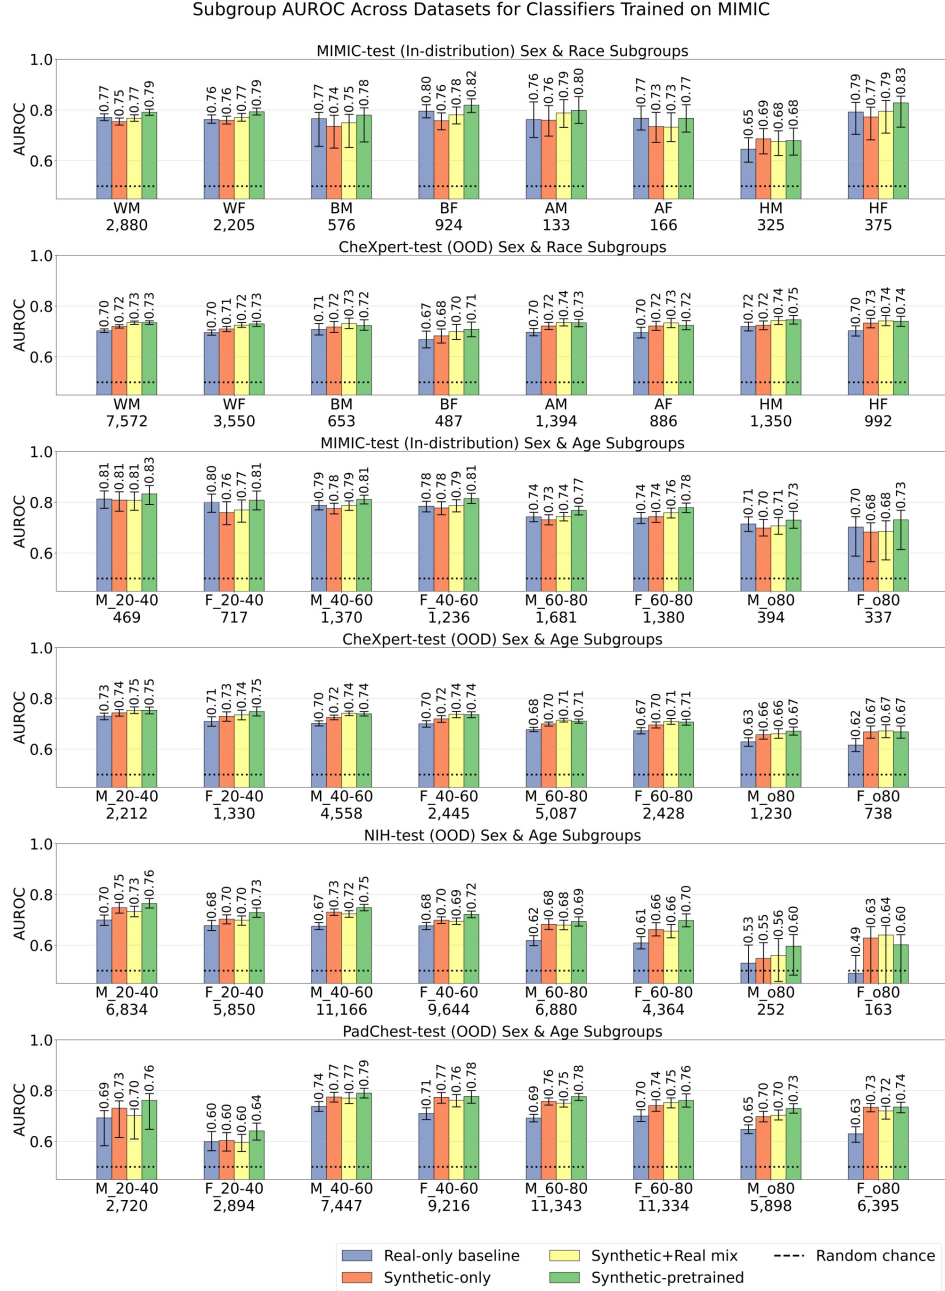 Subgroup AUROC Across Datasets for Classifiers Trained on MIMIC
MIMIC-test (In-distribution) Sex & Race Subgroups
AUROC
1.0
0.8
0.6
0.77 0.75 0.77 0.79
0.76 0.76 0.77 0.79
0.77 0.74 0.75 0.78
0.80 0.76 0.78 0.82
0.76 0.76 0.79 0.80
0.77 0.73 0.73 0.77
0.65 0.69 0.68 0.68
0.79 0.77 0.79 0.83
WM WF BM BF AM AF HM HF
2,880 2,205 576 924 133 166 325 375
CheXpert-test (OOD) Sex & Race Subgroups
AUROC
1.0
0.8
0.6
0.70 0.72 0.73 0.73
0.70 0.71 0.72 0.73
0.71 0.72 0.73 0.72
0.67 0.68 0.70 0.71
0.70 0.72 0.74 0.73
0.70 0.72 0.73 0.72
0.72 0.72 0.74 0.75
0.70 0.73 0.74 0.74
WM WF BM BF AM AF HM HF
7,572 3,550 653 487 1,394 886 1,350 992
MIMIC-test (In-distribution) Sex & Age Subgroups
AUROC
1.0
0.8
0.6
0.81 0.81 0.81 0.83
0.80 0.76 0.77 0.81
0.79 0.78 0.79 0.81
0.78 0.78 0.79 0.81
0.74 0.73 0.74 0.77
0.74 0.74 0.76 0.78
0.71 0.70 0.71 0.73
0.70 0.68 0.68 0.73
M_20-40 F_20-40 M_40-60 F_40-60 M_60-80 F_60-80 M_o80 F_o80
469 717 1,370 1,236 1,681 1,380 394 337
CheXpert-test (OOD) Sex & Age Subgroups
AUROC
1.0
0.8
0.6
0.73 0.74 0.75 0.75
0.71 0.73 0.74 0.75
0.70 0.72 0.74 0.74
0.70 0.72 0.74 0.74
0.68 0.70 0.71 0.71
0.67 0.70 0.71 0.71
0.63 0.66 0.66 0.67
0.62 0.67 0.67 0.67
M_20-40 F_20-40 M_40-60 F_40-60 M_60-80 F_60-80 M_o80 F_o80
2,212 1,330 4,558 2,445 5,087 2,428 1,230 738
NIH-test (OOD) Sex & Age Subgroups
AUROC
1.0
0.8
0.6
0.70 0.75 0.73 0.76
0.68 0.70 0.70 0.73
0.67 0.73 0.72 0.75
0.68 0.70 0.69 0.72
0.62 0.68 0.68 0.69
0.61 0.66 0.66 0.70
0.53 0.55 0.56 0.60
0.49 0.63 0.64 0.60
M_20-40 F_20-40 M_40-60 F_40-60 M_60-80 F_60-80 M_o80 F_o80
6,834 5,850 11,166 9,644 6,880 4,364 252 163
PadChest-test (OOD) Sex & Age Subgroups
AUROC
1.0
0.8
0.6
0.69 0.73 0.70 0.76
0.60 0.60 0.60 0.64
0.74 0.77 0.77 0.79
0.71 0.77 0.76 0.78
0.69 0.76 0.75 0.78
0.70 0.74 0.75 0.76
0.65 0.70 0.70 0.73
0.63 0.73 0.72 0.74
M_20-40 F_20-40 M_40-60 F_40-60 M_60-80 F_60-80 M_o80 F_o80
2,720 2,894 7,447 9,216 11,343 11,334 5,898 6,395
Real-only baseline Synthetic+Real mix Random chance
Synthetic-only Synthetic-pretrained